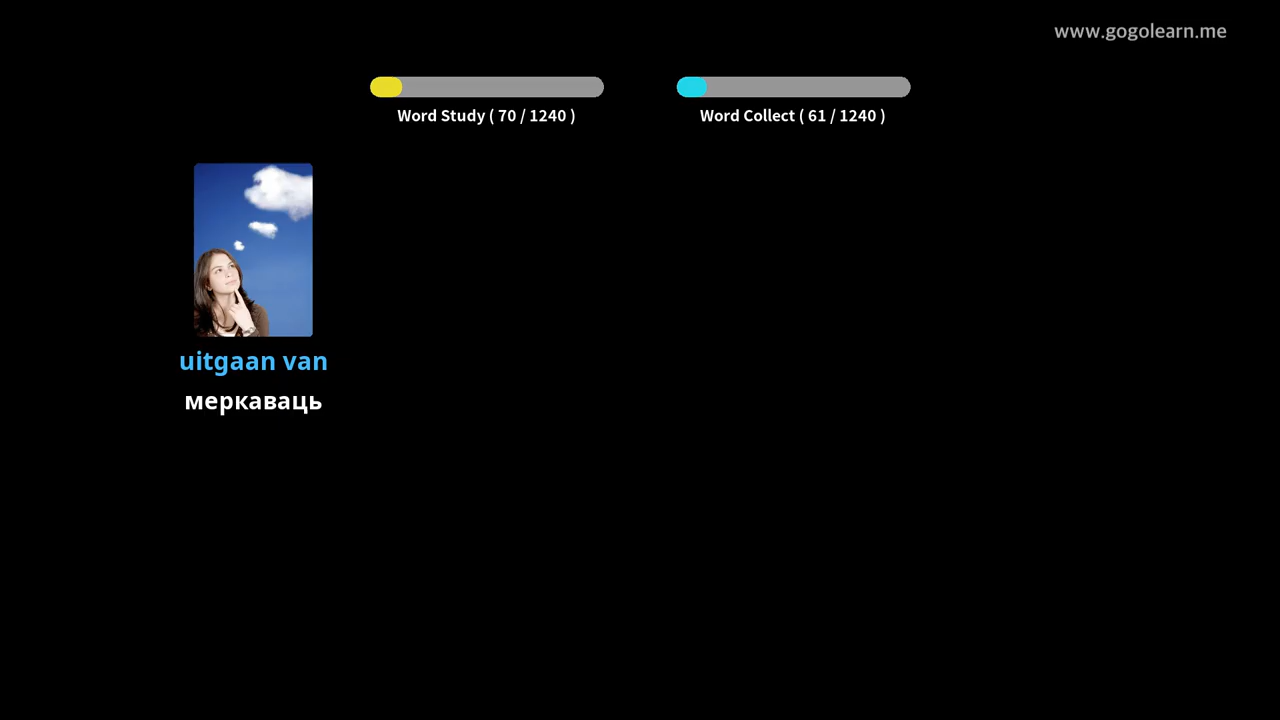 www.gogolearn.me
Word Study ( 70 / 1240 )
Word Collect ( 61 / 1240 )
uitgaan van
меркаваць